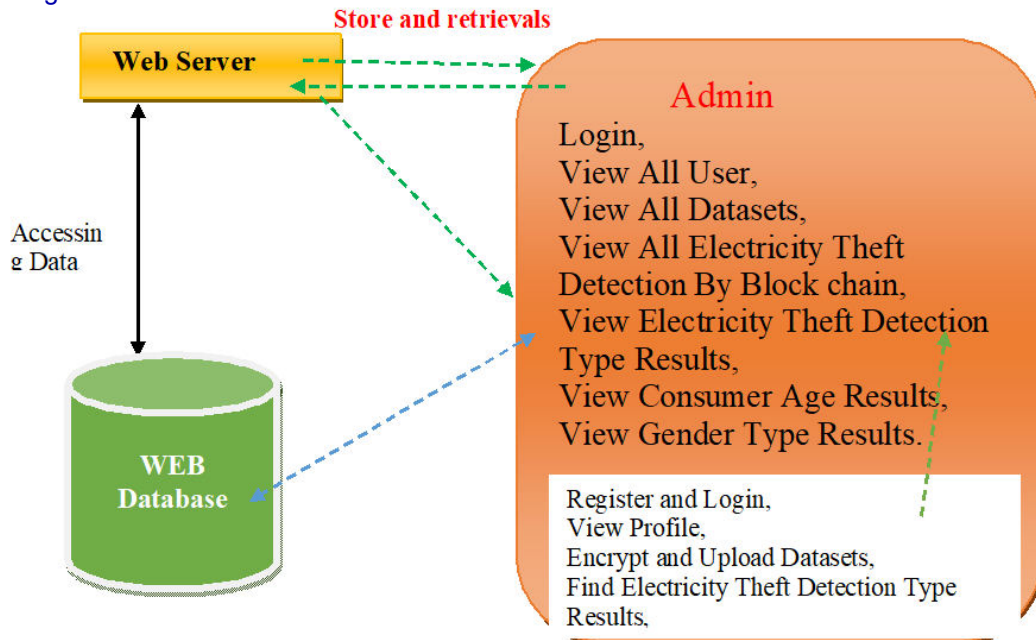 Store and retrievals
Web Server
Admin
Login,
View All User,
View All Datasets,
View All Electricity Theft
Detection By Block chain,
View Electricity Theft Detection
Type Results,
View Consumer Age Results,
View Gender Type Results.
Accessin
g Data
WEB
Database
Register and Login,
View Profile,
Encrypt and Upload Datasets,
Find Electricity Theft Detection Type
Results,